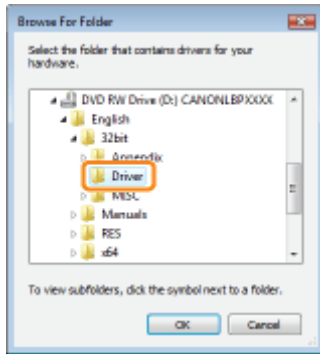 Browse For Folder
Select the folder that contains drivers for your
hardware.
DVD RW Drive (D:) CANONLBPXXXX
English
32bit
Appendix
Driver
MISC
Manuals
RES
x64
To view subfolders, click the symbol next to a folder.
OK
Cancel